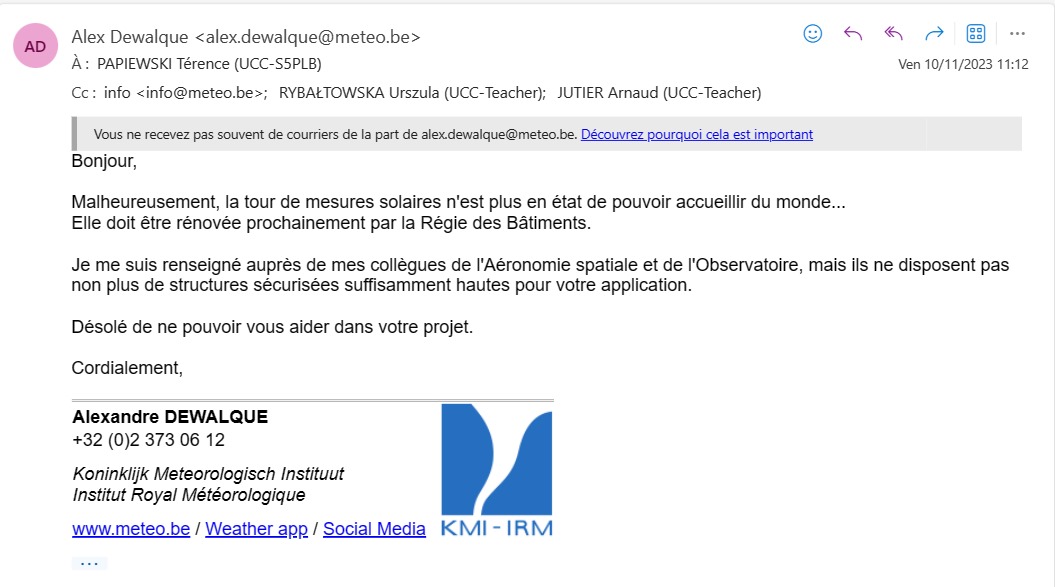 AD
Alex Dewalque <alex.dewalque@meteo.be>
À : PAPIEWSKI Térence (UCC-S5PLB)
Ven 10/11/2023 11:12
Cc : info <info@meteo.be>; RYBAŁTOWSKA Urszula (UCC-Teacher); JUTIER Arnaud (UCC-Teacher)
Vous ne recevez pas souvent de courriers de la part de alex.dewalque@meteo.be. Découvrez pourquoi cela est important
Bonjour,
Malheureusement, la tour de mesures solaires n'est plus en état de pouvoir accueillir du monde...
Elle doit être rénovée prochainement par la Régie des Bâtiments.
Je me suis renseigné auprès de mes collègues de l'Aéronomie spatiale et de l'Observatoire, mais ils ne disposent pas
non plus de structures sécurisées suffisamment hautes pour votre application.
Désolé de ne pouvoir vous aider dans votre projet.
Cordialement,
Alexandre DEWALQUE
+32 (0)2 373 06 12
Koninklijk Meteorologisch Instituut
Institut Royal Météorologique
www.meteo.be / Weather app / Social Media
KMI - IRM